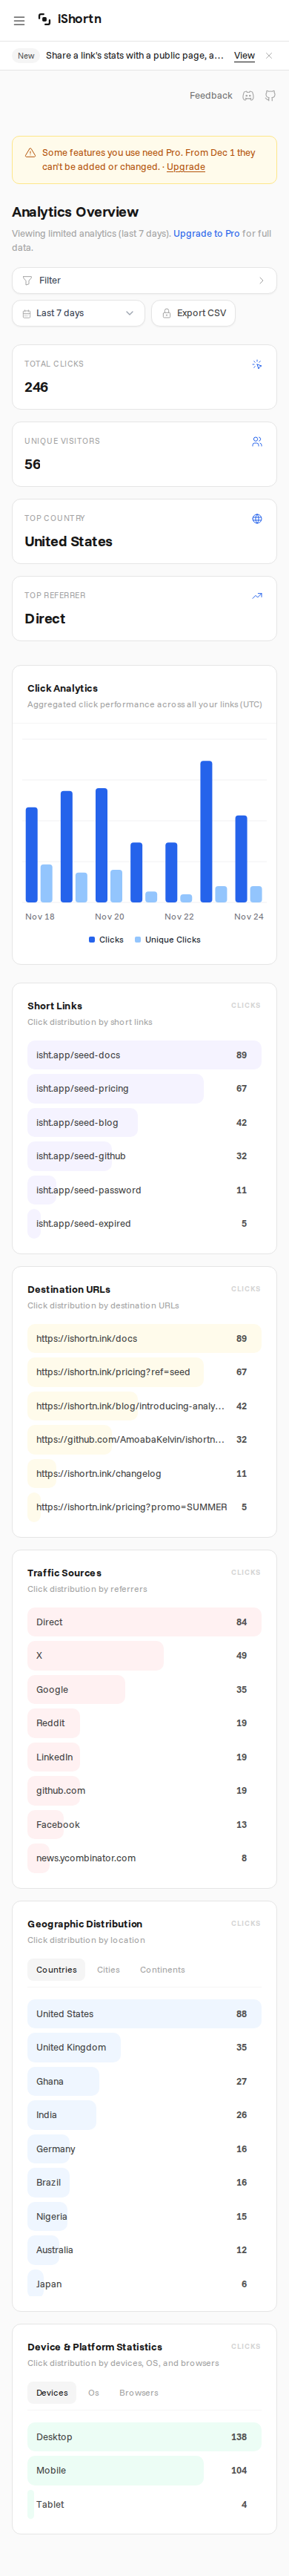 IShortn
New Share a link's stats with a public page, a... View
Feedback
Some features you use need Pro. From Dec 1 they
can't be added or changed. · Upgrade
Analytics Overview
Viewing limited analytics (last 7 days). Upgrade to Pro for full
data.
Filter
Last 7 days
Export CSV
TOTAL CLICKS
246
UNIQUE VISITORS
56
TOP COUNTRY
United States
TOP REFERRER
Direct
Click Analytics
Aggregated click performance across all your links (UTC)
Nov 18 Nov 20 Nov 22 Nov 24
Clicks Unique Clicks
Short Links CLICKS
Click distribution by short links
isht.app/seed-docs 89
isht.app/seed-pricing 67
isht.app/seed-blog 42
isht.app/seed-github 32
isht.app/seed-password 11
isht.app/seed-expired 5
Destination URLs CLICKS
Click distribution by destination URLs
https://ishortn.ink/docs 89
https://ishortn.ink/pricing?ref=seed 67
https://ishortn.ink/blog/introducing-analy... 42
https://github.com/AmoabaKelvin/ishortn... 32
https://ishortn.ink/changelog 11
https://ishortn.ink/pricing?promo=SUMMER 5
Traffic Sources CLICKS
Click distribution by referrers
Direct 84
X 49
Google 35
Reddit 19
LinkedIn 19
github.com 19
Facebook 13
news.ycombinator.com 8
Geographic Distribution CLICKS
Click distribution by location
Countries Cities Continents
United States 88
United Kingdom 35
Ghana 27
India 26
Germany 16
Brazil 16
Nigeria 15
Australia 12
Japan 6
Device & Platform Statistics CLICKS
Click distribution by devices, OS, and browsers
Devices Os Browsers
Desktop 138
Mobile 104
Tablet 4